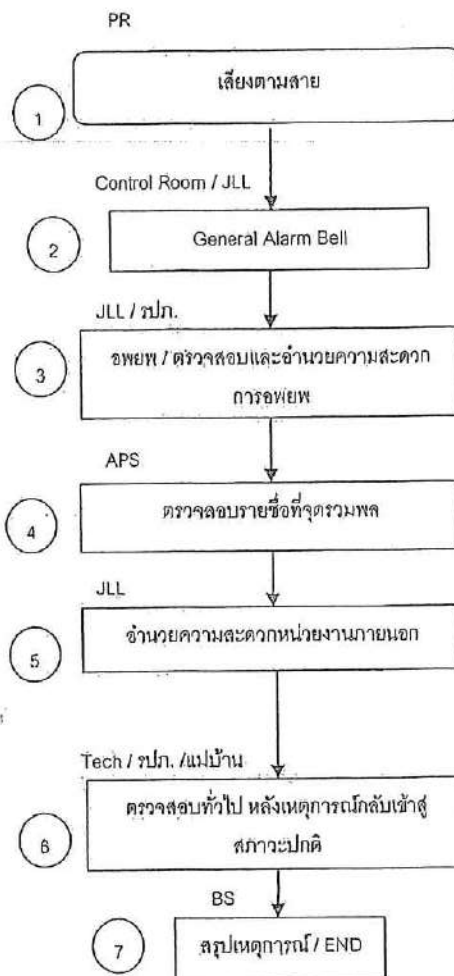 PR
1
เสียงตามสาย
Control Room / JLL
2
General Alarm Bell
JLL / รปภ.
3
อพยพ / ตรวจสอบและอำนวยความสะดวก
การอพยพ
APS
4
ตรวจสอบรายชื่อที่จุดรวมพล
JLL
5
อำนวยความสะดวกหน่วยงานภายนอก
Tech / รปภ. /แม่บ้าน
6
ตรวจสอบทั่วไป หลังเหตุการณ์กลับเข้าสู่
สภาวะปกติ
BS
7
สรุปเหตุการณ์ / END